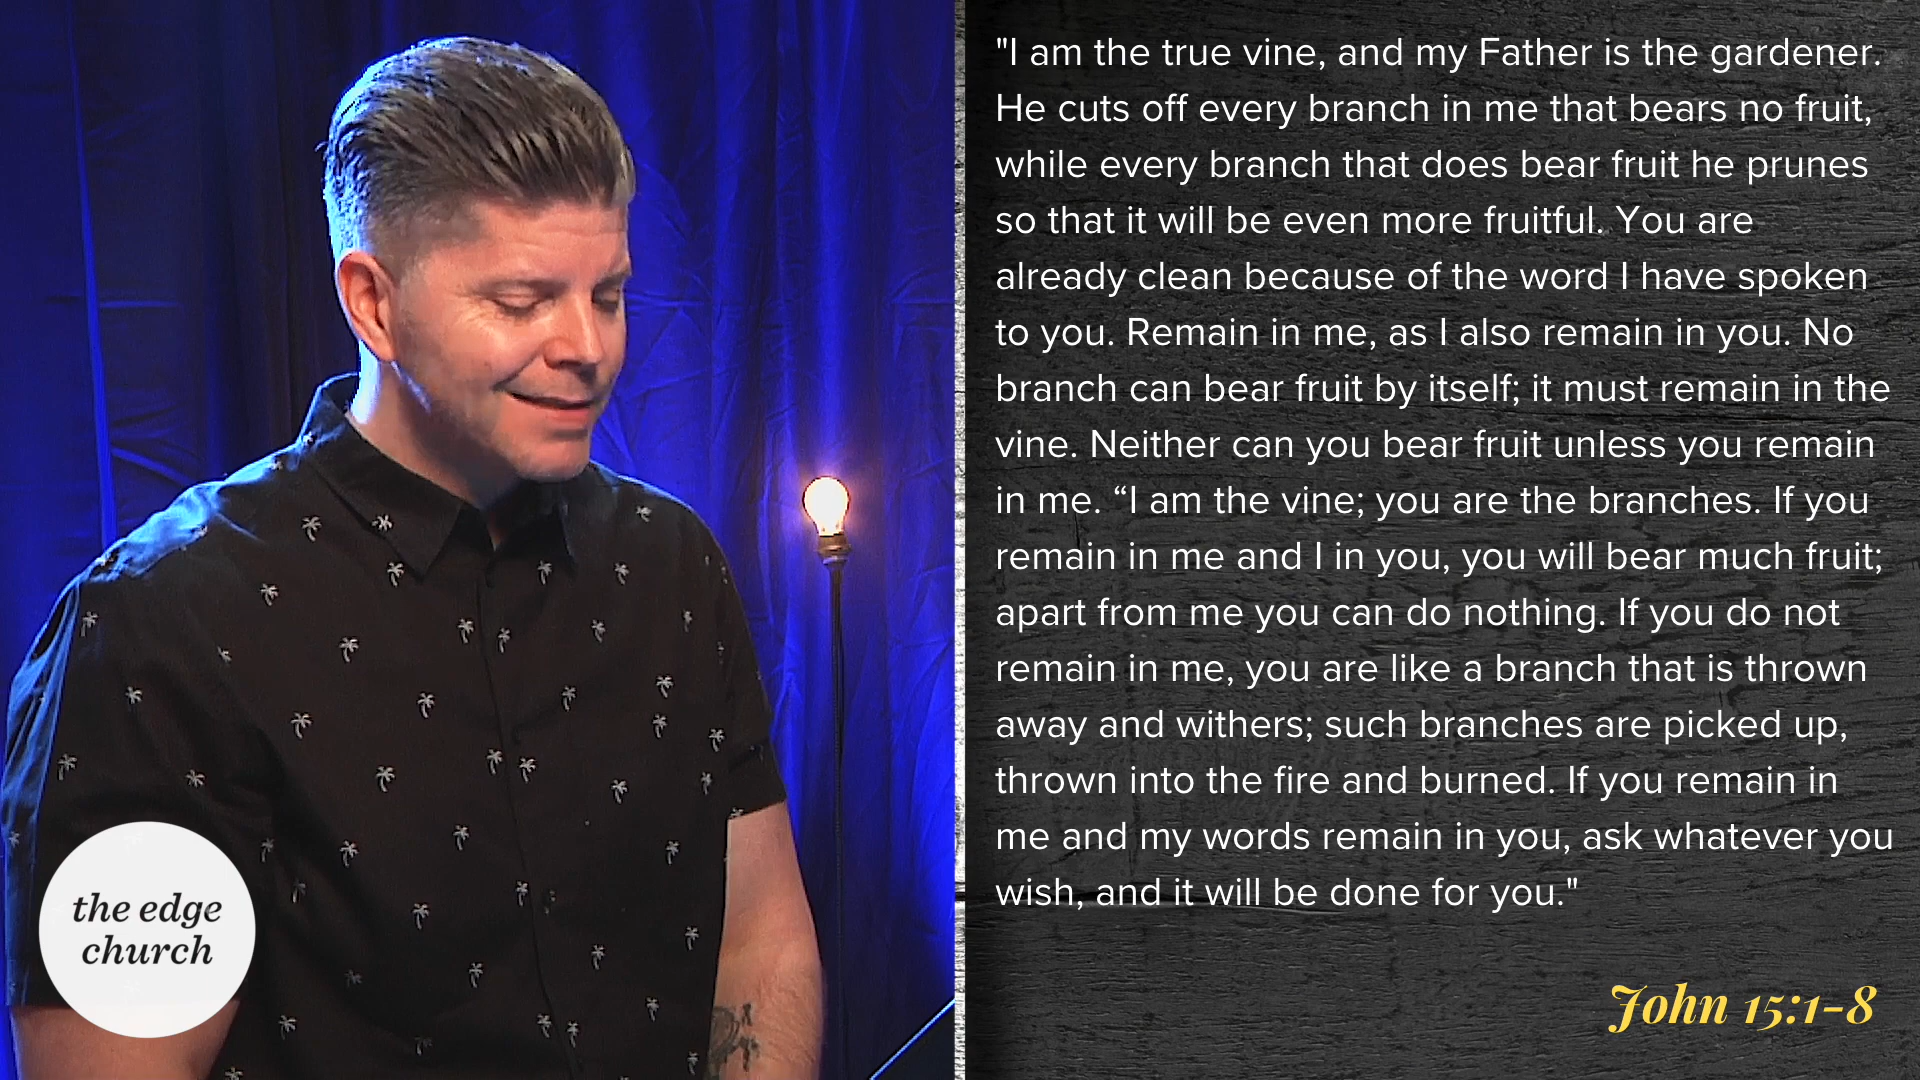 "I am the true vine, and my Father is the gardener.
He cuts off every branch in me that bears no fruit,
while every branch that does bear fruit he prunes
so that it will be even more fruitful. You are
already clean because of the word I have spoken
to you. Remain in me, as I also remain in you. No
branch can bear fruit by itself; it must remain in the
vine. Neither can you bear fruit unless you remain
in me. “I am the vine; you are the branches. If you
remain in me and I in you, you will bear much fruit;
apart from me you can do nothing. If you do not
remain in me, you are like a branch that is thrown
away and withers; such branches are picked up,
thrown into the fire and burned. If you remain in
me and my words remain in you, ask whatever you
wish, and it will be done for you."
John 15:1-8
the edge
church